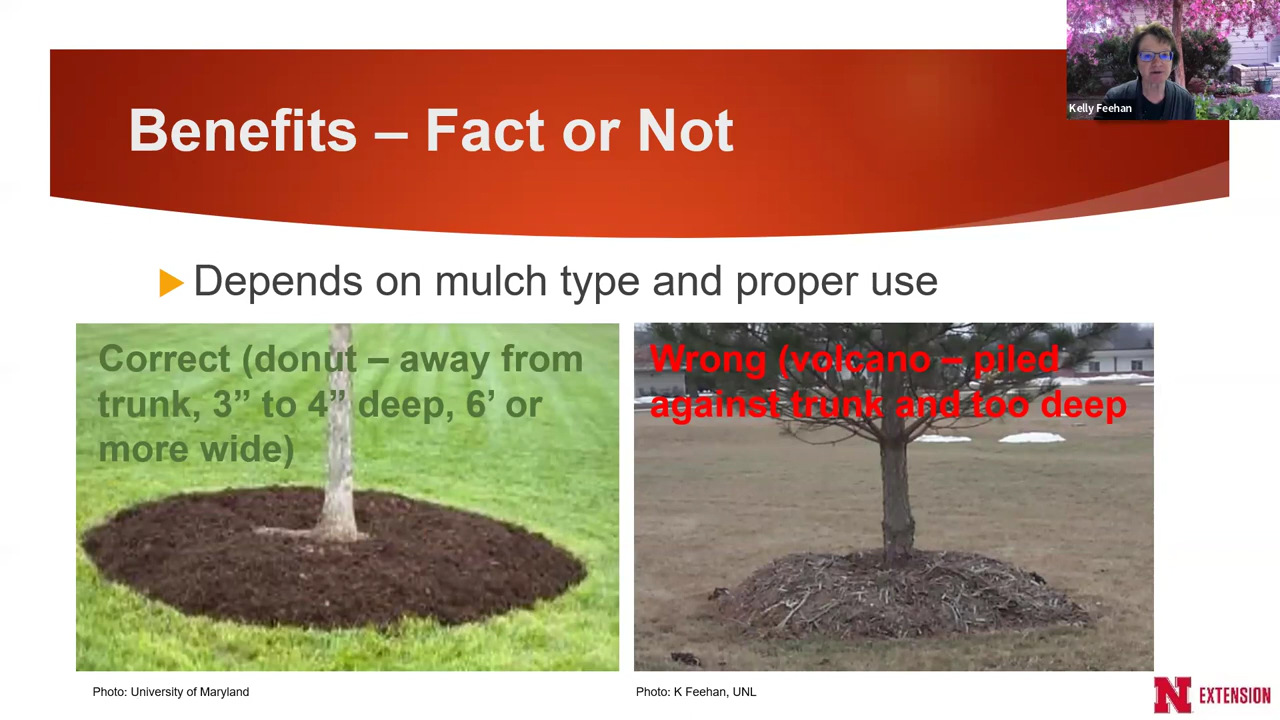 Kelly Feehan
Benefits – Fact or Not
Depends on mulch type and proper use
Correct (donut – away from
trunk, 3” to 4” deep, 6’ or
more wide)
Wrong (volcano – piled
against trunk and too deep
Photo: University of Maryland
Photo: K Feehan, UNL
N EXTENSION